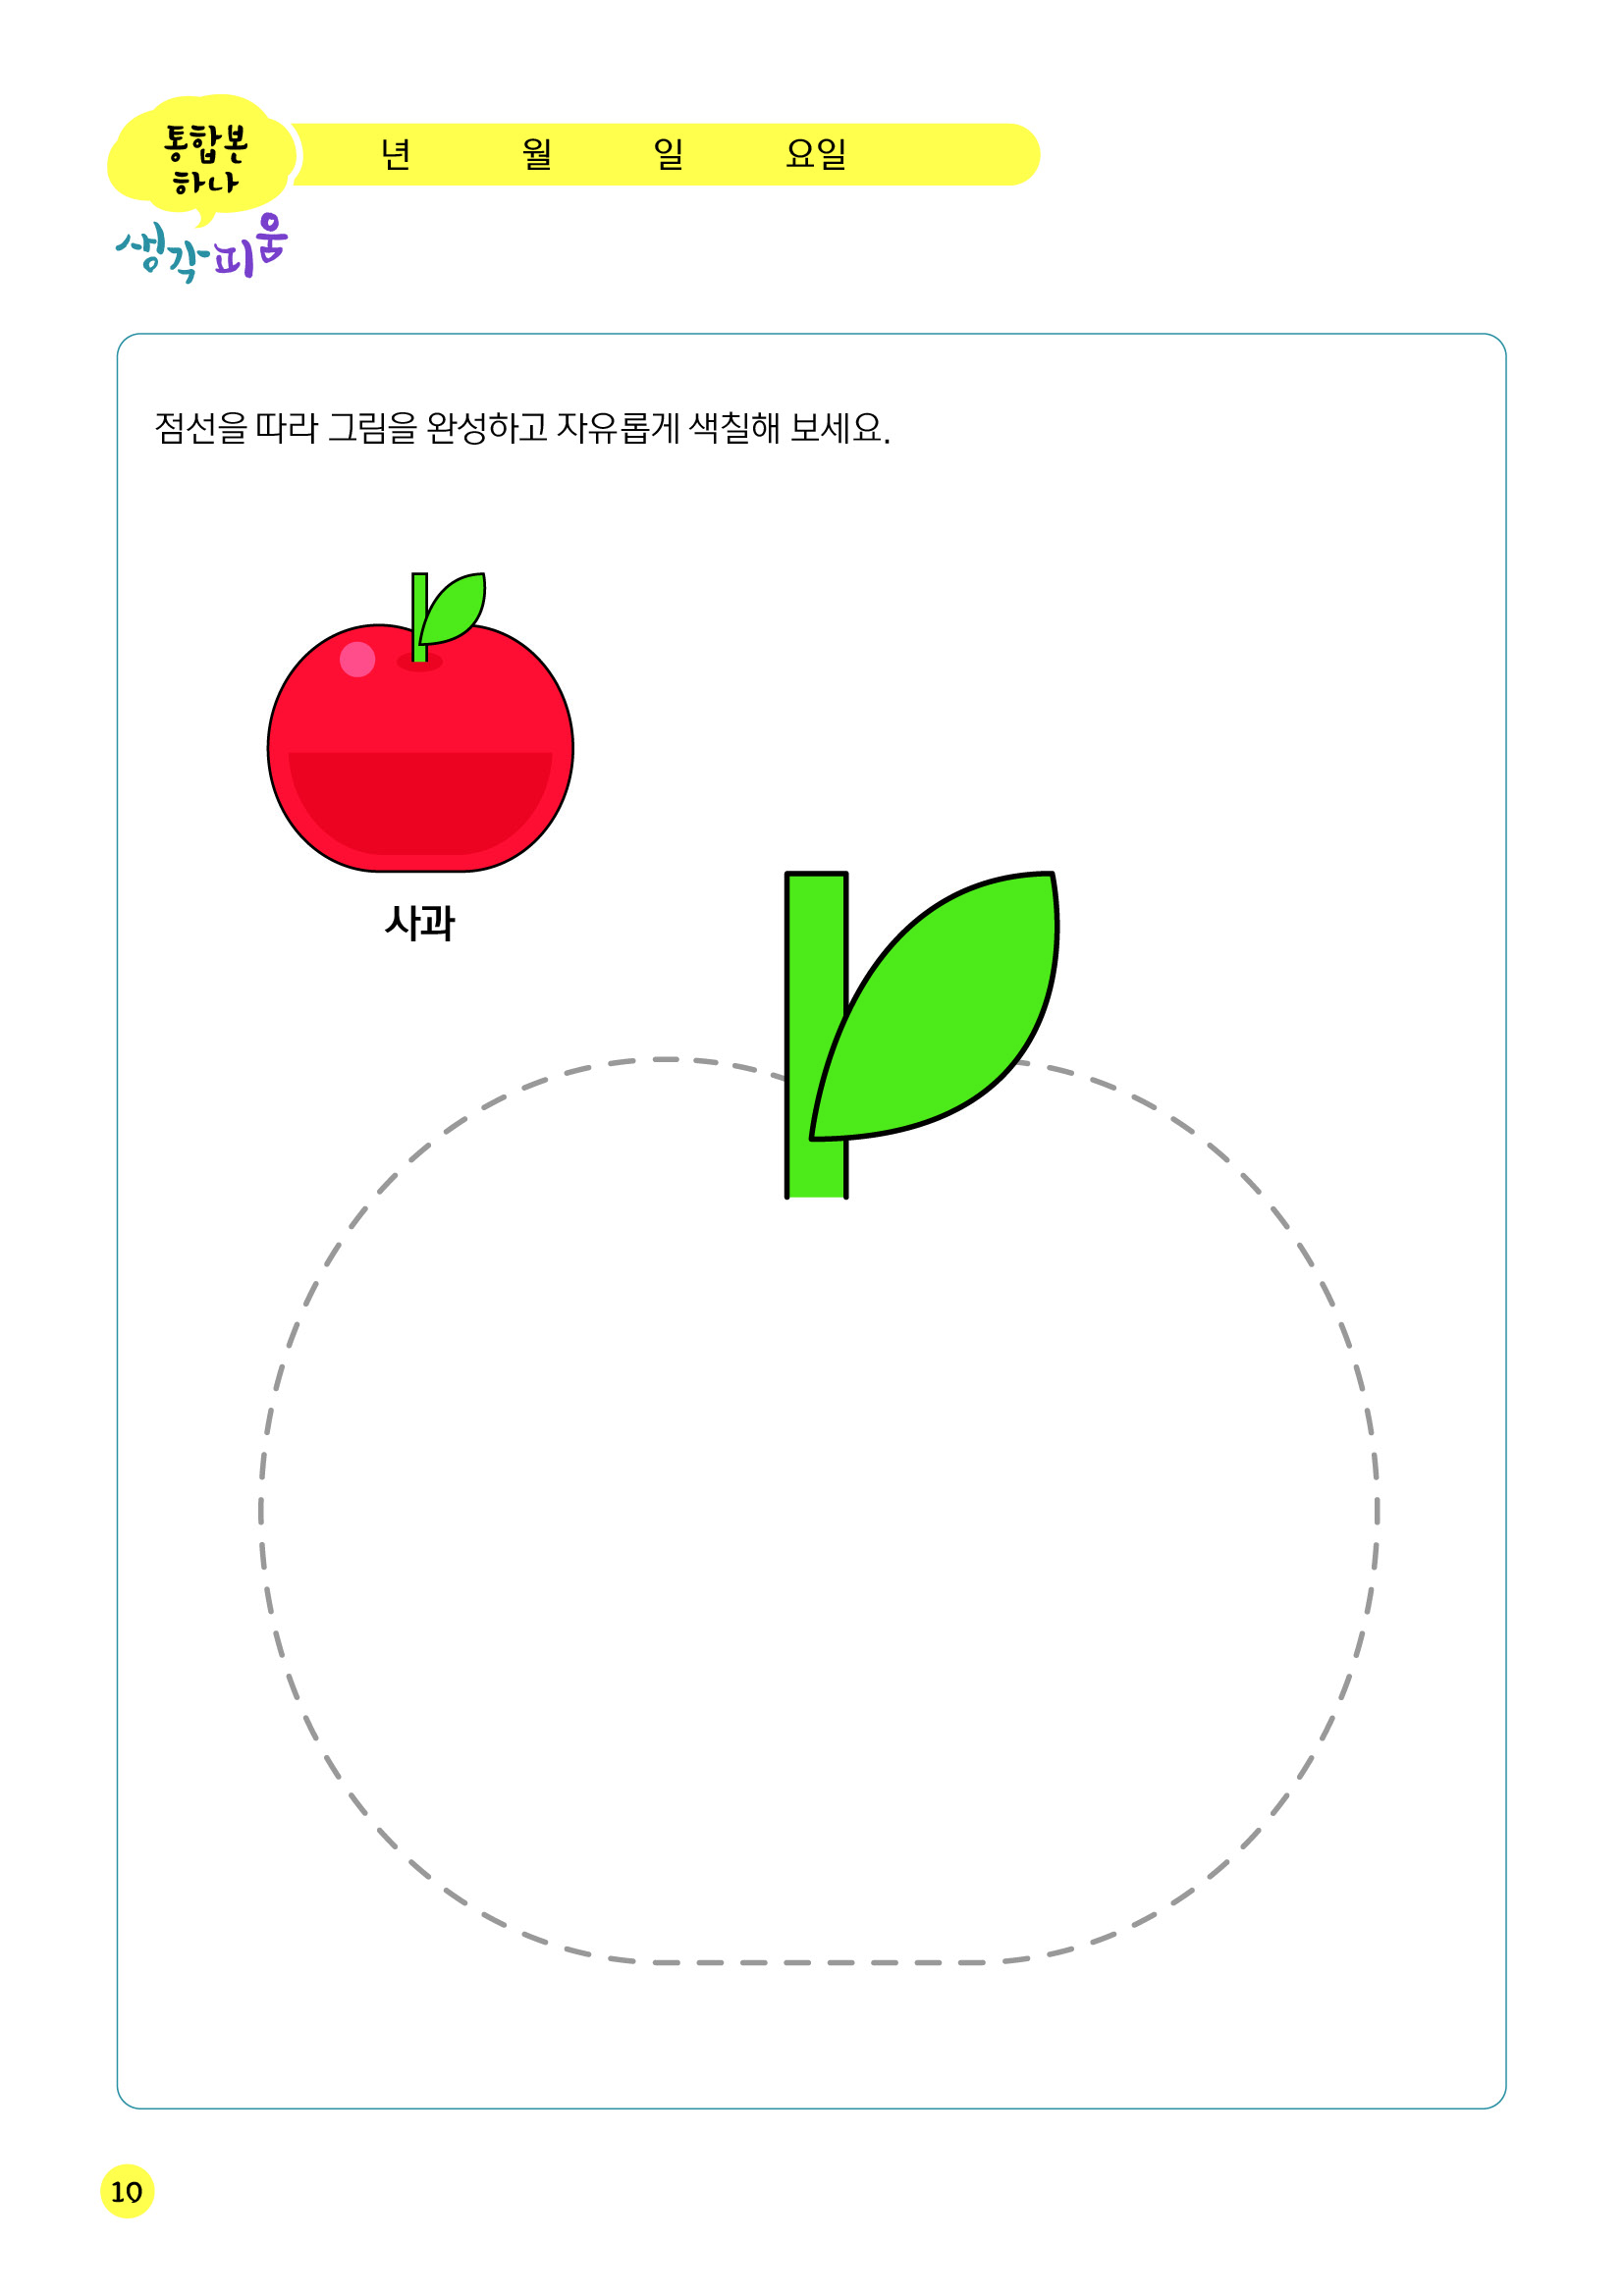 통합본
하나
년 월 일 요일
생각피움
점선을 따라 그림을 완성하고 자유롭게 색칠해 보세요.
사과
10